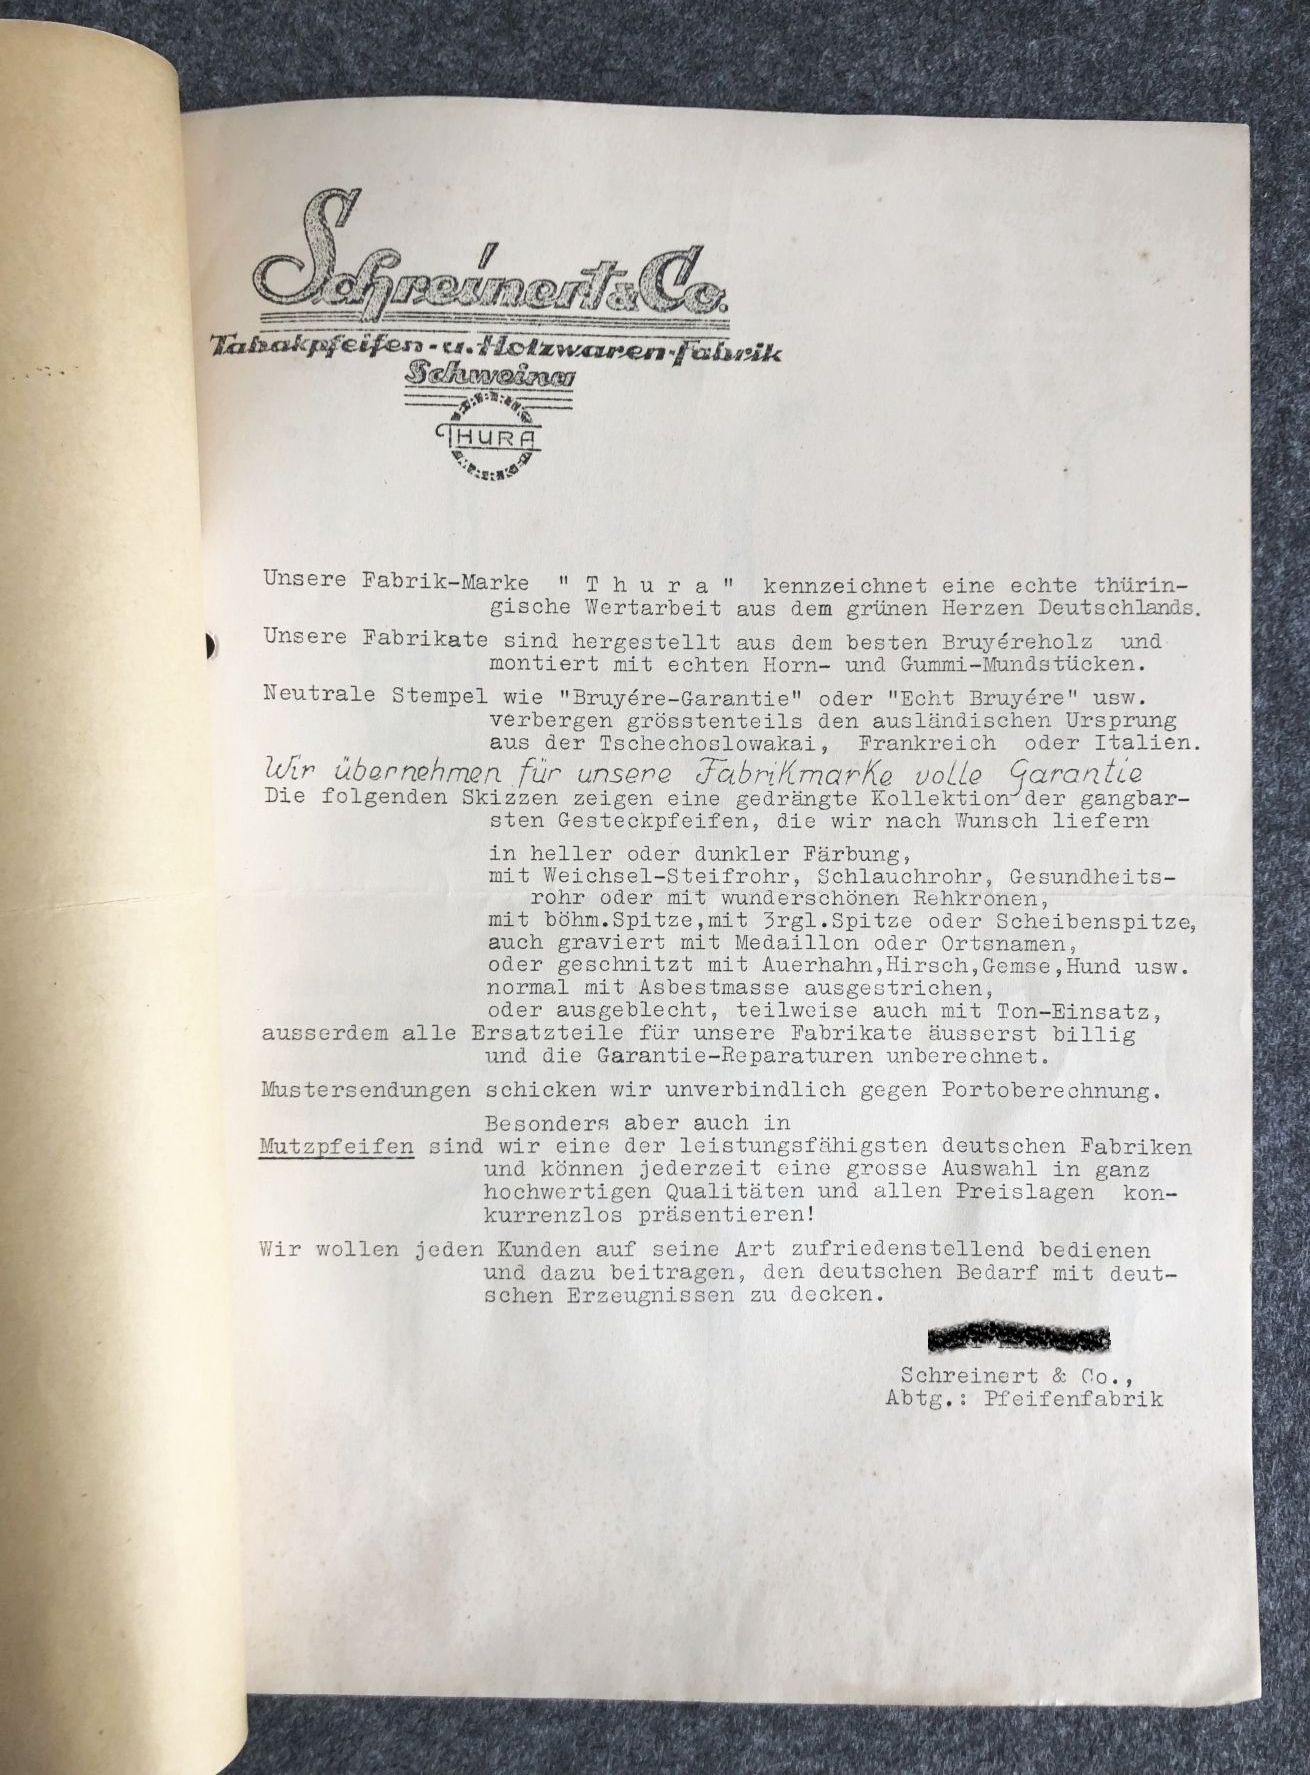 Schreinert & Co.
Tabakpfeifen- u. Holzwaren-Fabrik
Schweina
THURA
Unsere Fabrik-Marke " T h u r a " kennzeichnet eine echte thürin-
gische Wertarbeit aus dem grünen Herzen Deutschlands.
Unsere Fabrikate sind hergestellt aus dem besten Bruyéreholz und
montiert mit echten Horn- und Gummi-Mundstücken.
Neutrale Stempel wie "Bruyére-Garantie" oder "Echt Bruyére" usw.
verbergen grösstenteils den ausländischen Ursprung
aus der Tschechoslowakai, Frankreich oder Italien.
Wir übernehmen für unsere Fabrikmarke volle Garantie
Die folgenden Skizzen zeigen eine gedrängte Kollektion der gangbar-
sten Gesteckpfeifen, die wir nach Wunsch liefern
in heller oder dunkler Färbung,
mit Weichsel-Steifrohr, Schlauchrohr, Gesundheits-
rohr oder mit wunderschönen Rehkronen,
mit böhm.Spitze,mit 3rgl.Spitze oder Scheibenspitze,
auch graviert mit Medaillon oder Ortsnamen,
oder geschnitzt mit Auerhahn,Hirsch,Gemse,Hund usw.
normal mit Asbestmasse ausgestrichen,
oder ausgeblecht, teilweise auch mit Ton-Einsatz,
ausserdem alle Ersatzteile für unsere Fabrikate äusserst billig
und die Garantie-Reparaturen unberechnet.
Mustersendungen schicken wir unverbindlich gegen Portoberechnung.
Besonders aber auch in
Mutzpfeifen sind wir eine der leistungsfähigsten deutschen Fabriken
und können jederzeit eine grosse Auswahl in ganz
hochwertigen Qualitäten und allen Preislagen kon-
kurrenzlos präsentieren!
Wir wollen jeden Kunden auf seine Art zufriedenstellend bedienen
und dazu beitragen, den deutschen Bedarf mit deut-
schen Erzeugnissen zu decken.
Schreinert & Co.,
Abtg.: Pfeifenfabrik